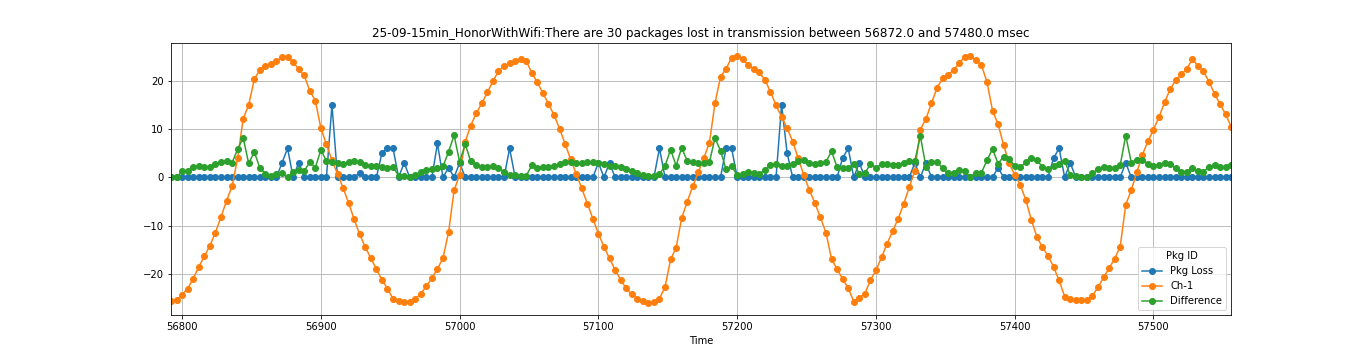 25-09-15min_HonorWithWifi:There are 30 packages lost in transmission between 56872.0 and 57480.0 msec
20
10
0
−10
−20
56800 56900 57000 57100 57200 57300 57400 57500
Time
Pkg ID
Pkg Loss
Ch-1
Difference